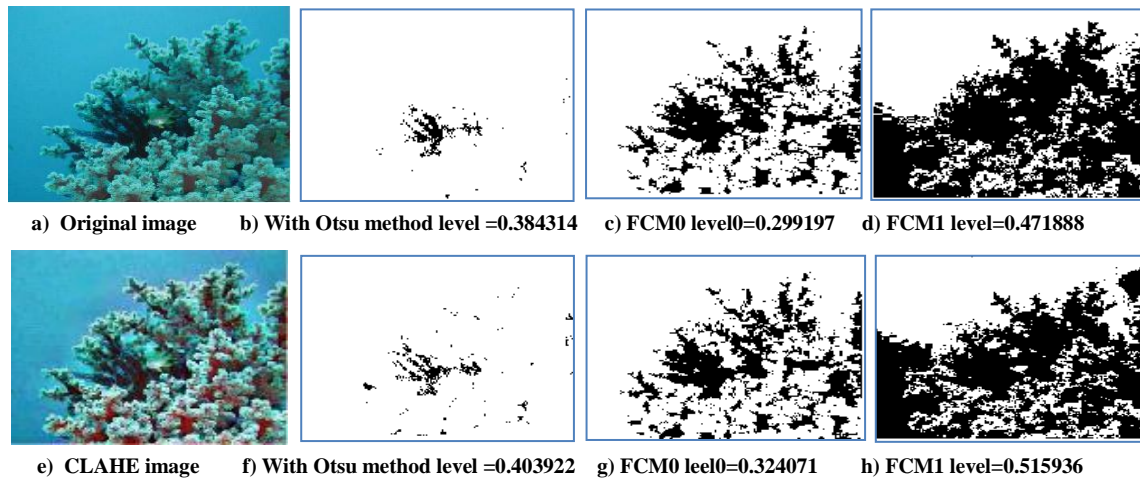 a) Original image b) With Otsu method level =0.384314 c) FCM0 level0=0.299197 d) FCM1 level=0.471888
e) CLAHE image f) With Otsu method level =0.403922 g) FCM0 leel0=0.324071 h) FCM1 level=0.515936